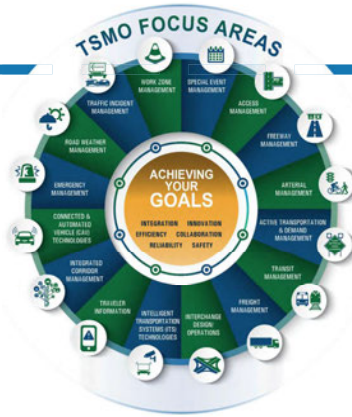 TSMO FOCUS AREAS
WORK ZONE
MANAGEMENT
SPECIAL EVENT
MANAGEMENT
ACCESS
MANAGEMENT
FREEWAY
MANAGEMENT
ARTERIAL
MANAGEMENT
ACTIVE TRANSPORTATION
& DEMAND
MANAGEMENT
TRANSIT
MANAGEMENT
FREIGHT
MANAGEMENT
INTERCHANGE
DESIGN/
OPERATIONS
INTELLIGENT
TRANSPORTATION
SYSTEMS (ITS)
TECHNOLOGIES
TRAVELER
INFORMATION
INTEGRATED
CORRIDOR
MANAGEMENT
CONNECTED &
AUTOMATED
VEHICLE (CAV)
TECHNOLOGIES
EMERGENCY
MANAGEMENT
ROAD WEATHER
MANAGEMENT
TRAFFIC INCIDENT
MANAGEMENT
ACHIEVING
YOUR
GOALS
INTEGRATION INNOVATION
EFFICIENCY COLLABORATION
RELIABILITY SAFETY